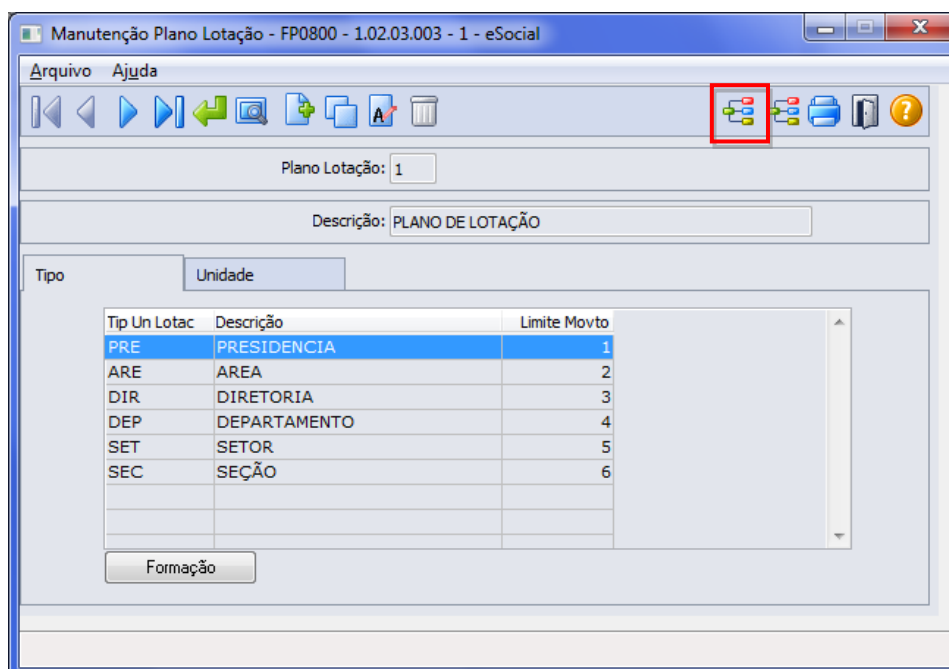 Manutenção Plano Lotação - FP0800 - 1.02.03.003 - 1 - eSocial
Arquivo Ajuda
Plano Lotação: 1
Descrição: PLANO DE LOTAÇÃO
Tipo Unidade
Tip Un Lotac Descrição Limite Movto
PRE PRESIDENCIA 1
ARE AREA 2
DIR DIRETORIA 3
DEP DEPARTAMENTO 4
SET SETOR 5
SEC SEÇÃO 6
Formação